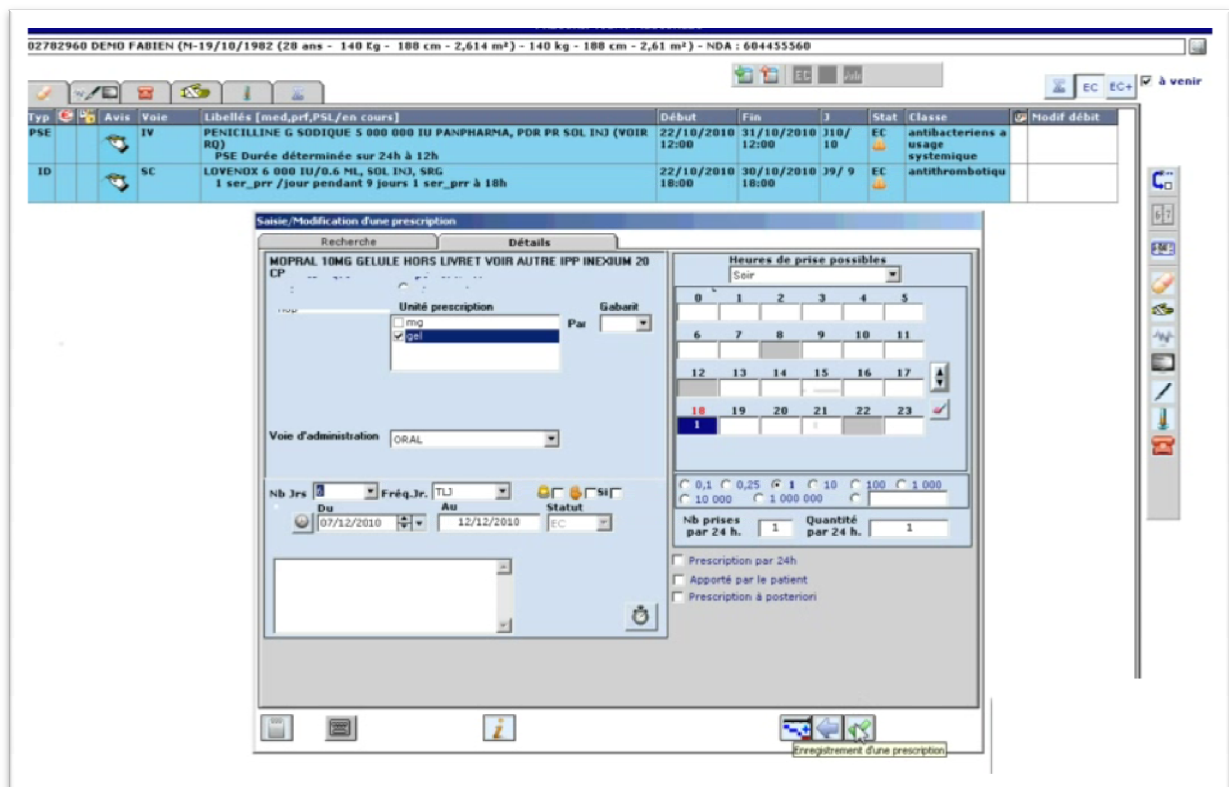 02782960 DEMO FABIEN (M-19/10/1982 (28 ans - 140 Kg - 188 cm - 2,614 m²) - 140 kg - 188 cm - 2,61 m²) - NDA : 604455560
EC
EC EC+ à venir
Typ Avis Voie Libellés [med,prf,PSL/en cours] Début Fin J Stat Classe Modif débit
PSE IV PENICILLINE G SODIQUE 5 000 000 IU PANPHARMA, PDR PR SOL INJ (VOIR 22/10/2010 31/10/2010 J10/ EC antibacteriens a
RQ) 12:00 12:00 10 usage
PSE Durée déterminée sur 24h à 12h systemique
ID SC LOVENOX 6 000 IU/0.6 ML, SOL INJ, SRG 22/10/2010 30/10/2010 J9/ 9 EC antithrombotiqu
1 ser_prr /jour pendant 9 jours 1 ser_prr à 18h 18:00 18:00
Saisie/Modification d'une prescription
Recherche Détails
MOPRAL 10MG GELULE HORS LIVRET VOIR AUTRE IPP INEXIUM 20
CP
Unité prescription Gabarit
mg Par
gel
Voie d'administration ORAL
Nb Jrs Fréq.Jr. TLJ SI
Du Au Statut
07/12/2010 12/12/2010 EC
Heures de prise possibles
Soir
0 1 2 3 4 5
6 7 8 9 10 11
12 13 14 15 16 17
18 19 20 21 22 23
1
0,1 0,25 1 10 100 1 000
10 000 1 000 000
Nb prises par 24 h. 1 Quantité par 24 h. 1
Prescription par 24h
Apporté par le patient
Prescription à posteriori
Enregistrement d'une prescription